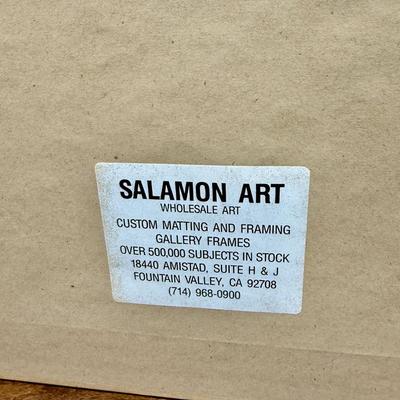 SALAMON ART
WHOLESALE ART
CUSTOM MATTING AND FRAMING
GALLERY FRAMES
OVER 500,000 SUBJECTS IN STOCK
18440 AMISTAD, SUITE H & J
FOUNTAIN VALLEY, CA 92708
(714) 968-0900